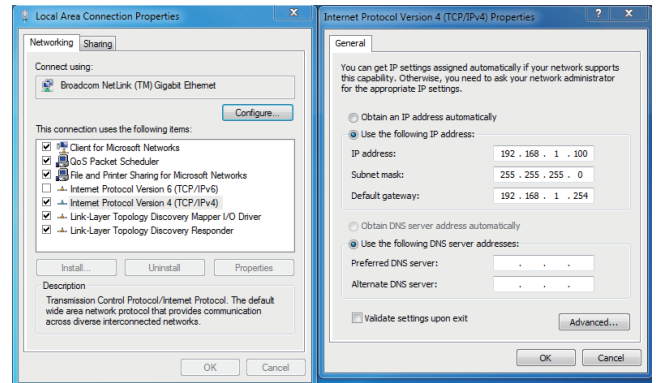 Local Area Connection Properties
Networking
Sharing
Connect using:
Broadcom NetLink (TM) Gigabit Ethernet
Configure...
This connection uses the following items:
Client for Microsoft Networks
QoS Packet Scheduler
File and Printer Sharing for Microsoft Networks
Internet Protocol Version 6 (TCP/IPv6)
Internet Protocol Version 4 (TCP/IPv4)
Link-Layer Topology Discovery Mapper I/O Driver
Link-Layer Topology Discovery Responder
Install...
Uninstall
Properties
Description
Transmission Control Protocol/Internet Protocol. The default
wide area network protocol that provides communication
across diverse interconnected networks.
OK
Cancel
Internet Protocol Version 4 (TCP/IPv4) Properties
General
You can get IP settings assigned automatically if your network supports
this capability. Otherwise, you need to ask your network administrator
for the appropriate IP settings.
Obtain an IP address automatically
Use the following IP address:
IP address: 192 . 168 . 1 . 100
Subnet mask: 255 . 255 . 255 . 0
Default gateway: 192 . 168 . 1 . 254
Obtain DNS server address automatically
Use the following DNS server addresses:
Preferred DNS server: . . .
Alternate DNS server: . . .
Validate settings upon exit
Advanced...
OK
Cancel